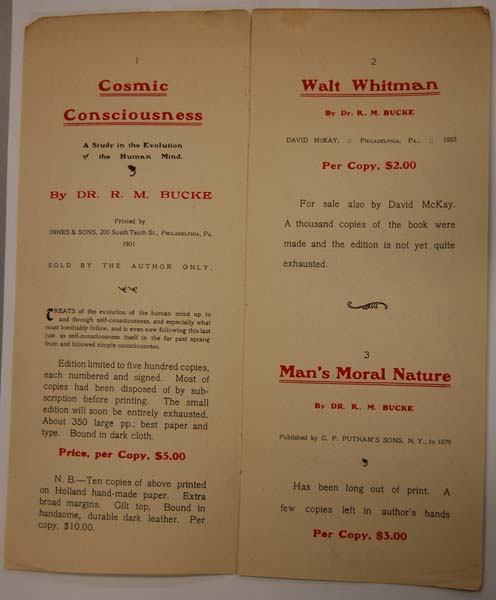 1
Cosmic
Consciousness
A Study in the Evolution
of the Human Mind.
By DR. R. M. BUCKE
Printed by
INNES & SONS, 200 South Tenth St., PHILADELPHIA, PA.
1901
SOLD BY THE AUTHOR ONLY.
TREATS of the evolution of the human mind up to
and through self-consciousness, and especially what
must inevitably follow, and is even now following this last
just as self-consciousness itself in the far past sprang
from and followed simple consciousness.
Edition limited to five hundred copies,
each numbered and signed. Most of
copies had been disposed of by sub-
scription before printing. The small
edition will soon be entirely exhausted.
About 350 large pp.; best paper and
type. Bound in dark cloth.
Price, per Copy, $5.00
N. B.—Ten copies of above printed
on Holland hand-made paper. Extra
broad margins. Gilt top, Bound in
handsome, durable dark leather. Per
copy, $10.00.
2
Walt Whitman
By Dr. R. M. BUCKE
DAVID McKAY, :: PHILADELPHIA, PA., :: 1883
Per Copy, $2.00
For sale also by David McKay.
A thousand copies of the book were
made and the edition is not yet quite
exhausted.
3
Man's Moral Nature
By DR. R. M. BUCKE
Published by G. P. PUTNAM'S SONS, N. Y., in 1879
Has been long out of print. A
few copies left in author's hands
Per Copy, $3.00